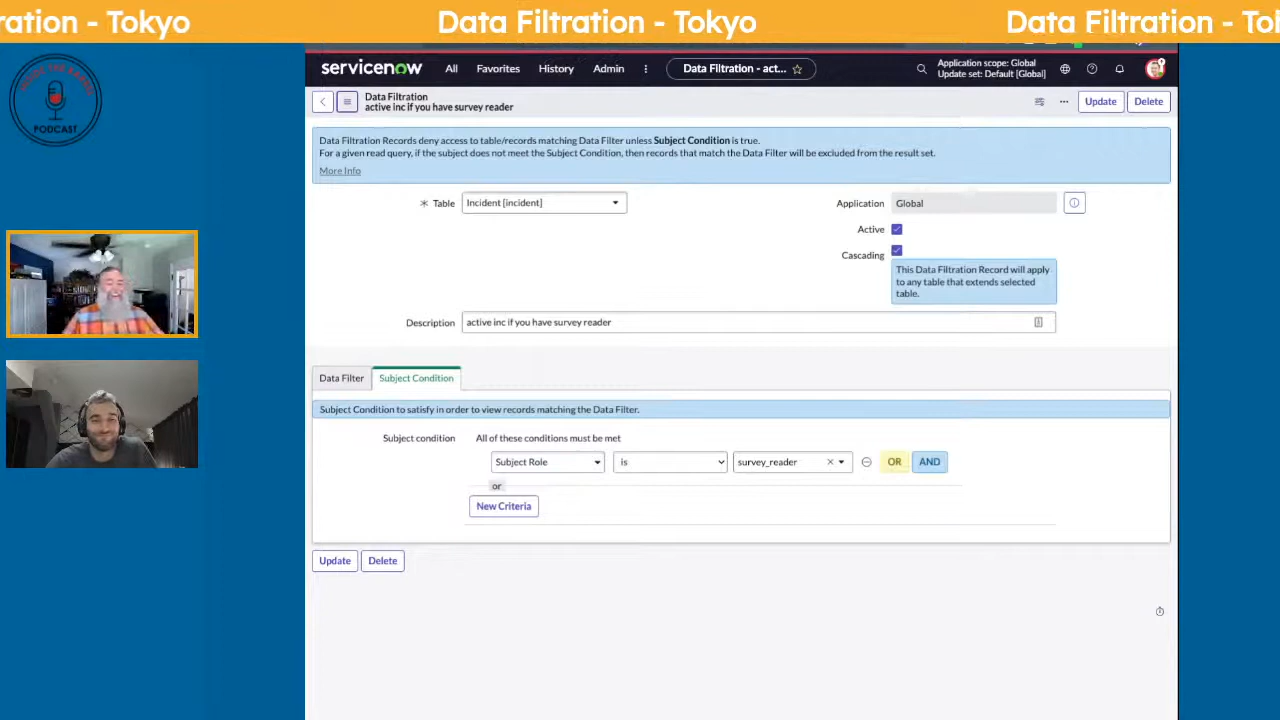 ration - Tokyo
Data Filtration - Tokyo
Data Filtration - To
PODCAST
servicenow
All
Favorites
History
Admin
Data Filtration - act...
Application scope: Global
Update set: Default [Global]
Data Filtration
active inc if you have survey reader
Update
Delete
Data Filtration Records deny access to table/records matching Data Filter unless Subject Condition is true.
For a given read query, if the subject does not meet the Subject Condition, then records that match the Data Filter will be excluded from the result set.
More Info
* Table
Incident [incident]
Application
Global
Active
Cascading
This Data Filtration Record will apply
to any table that extends selected
table.
Description
active inc if you have survey reader
Data Filter
Subject Condition
Subject Condition to satisfy in order to view records matching the Data Filter.
Subject condition
All of these conditions must be met
Subject Role
is
survey_reader
OR
AND
or
New Criteria
Update
Delete